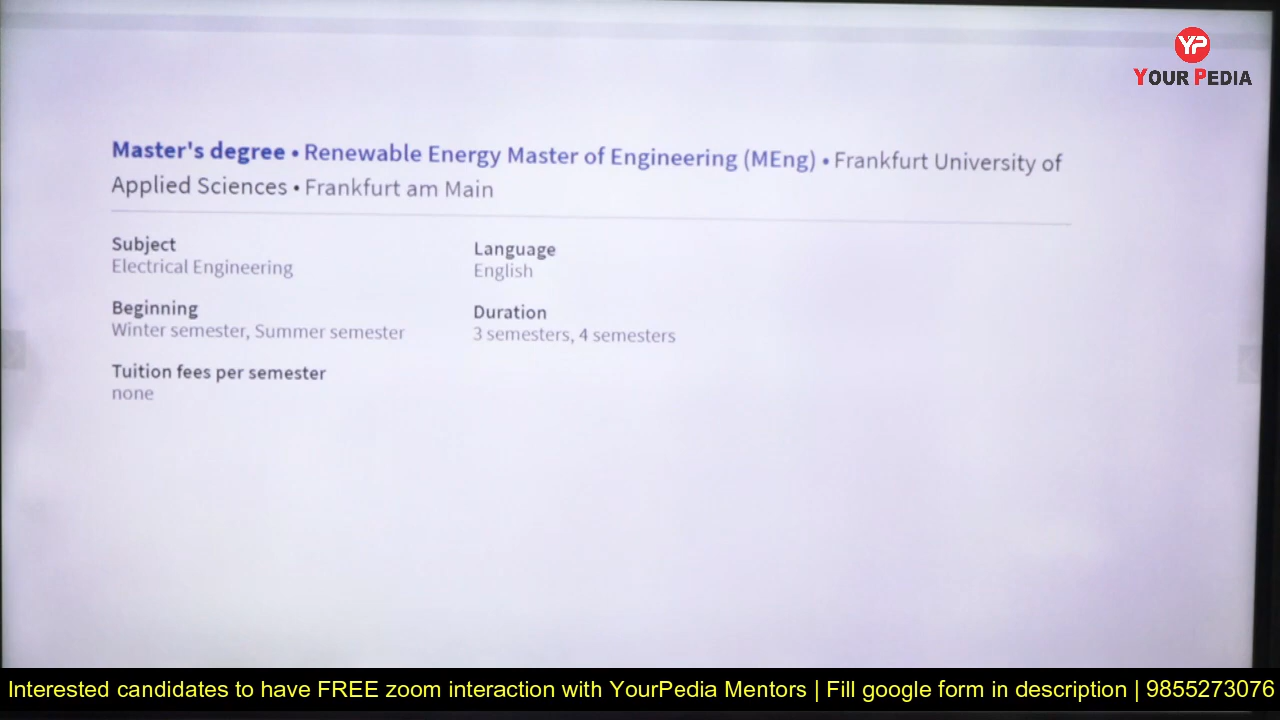 YP
YOUR PEDIA
Master's degree • Renewable Energy Master of Engineering (MEng) • Frankfurt University of
Applied Sciences • Frankfurt am Main
Subject
Electrical Engineering
Language
English
Beginning
Winter semester, Summer semester
Duration
3 semesters, 4 semesters
Tuition fees per semester
none
Interested candidates to have FREE zoom interaction with YourPedia Mentors | Fill google form in description | 9855273076